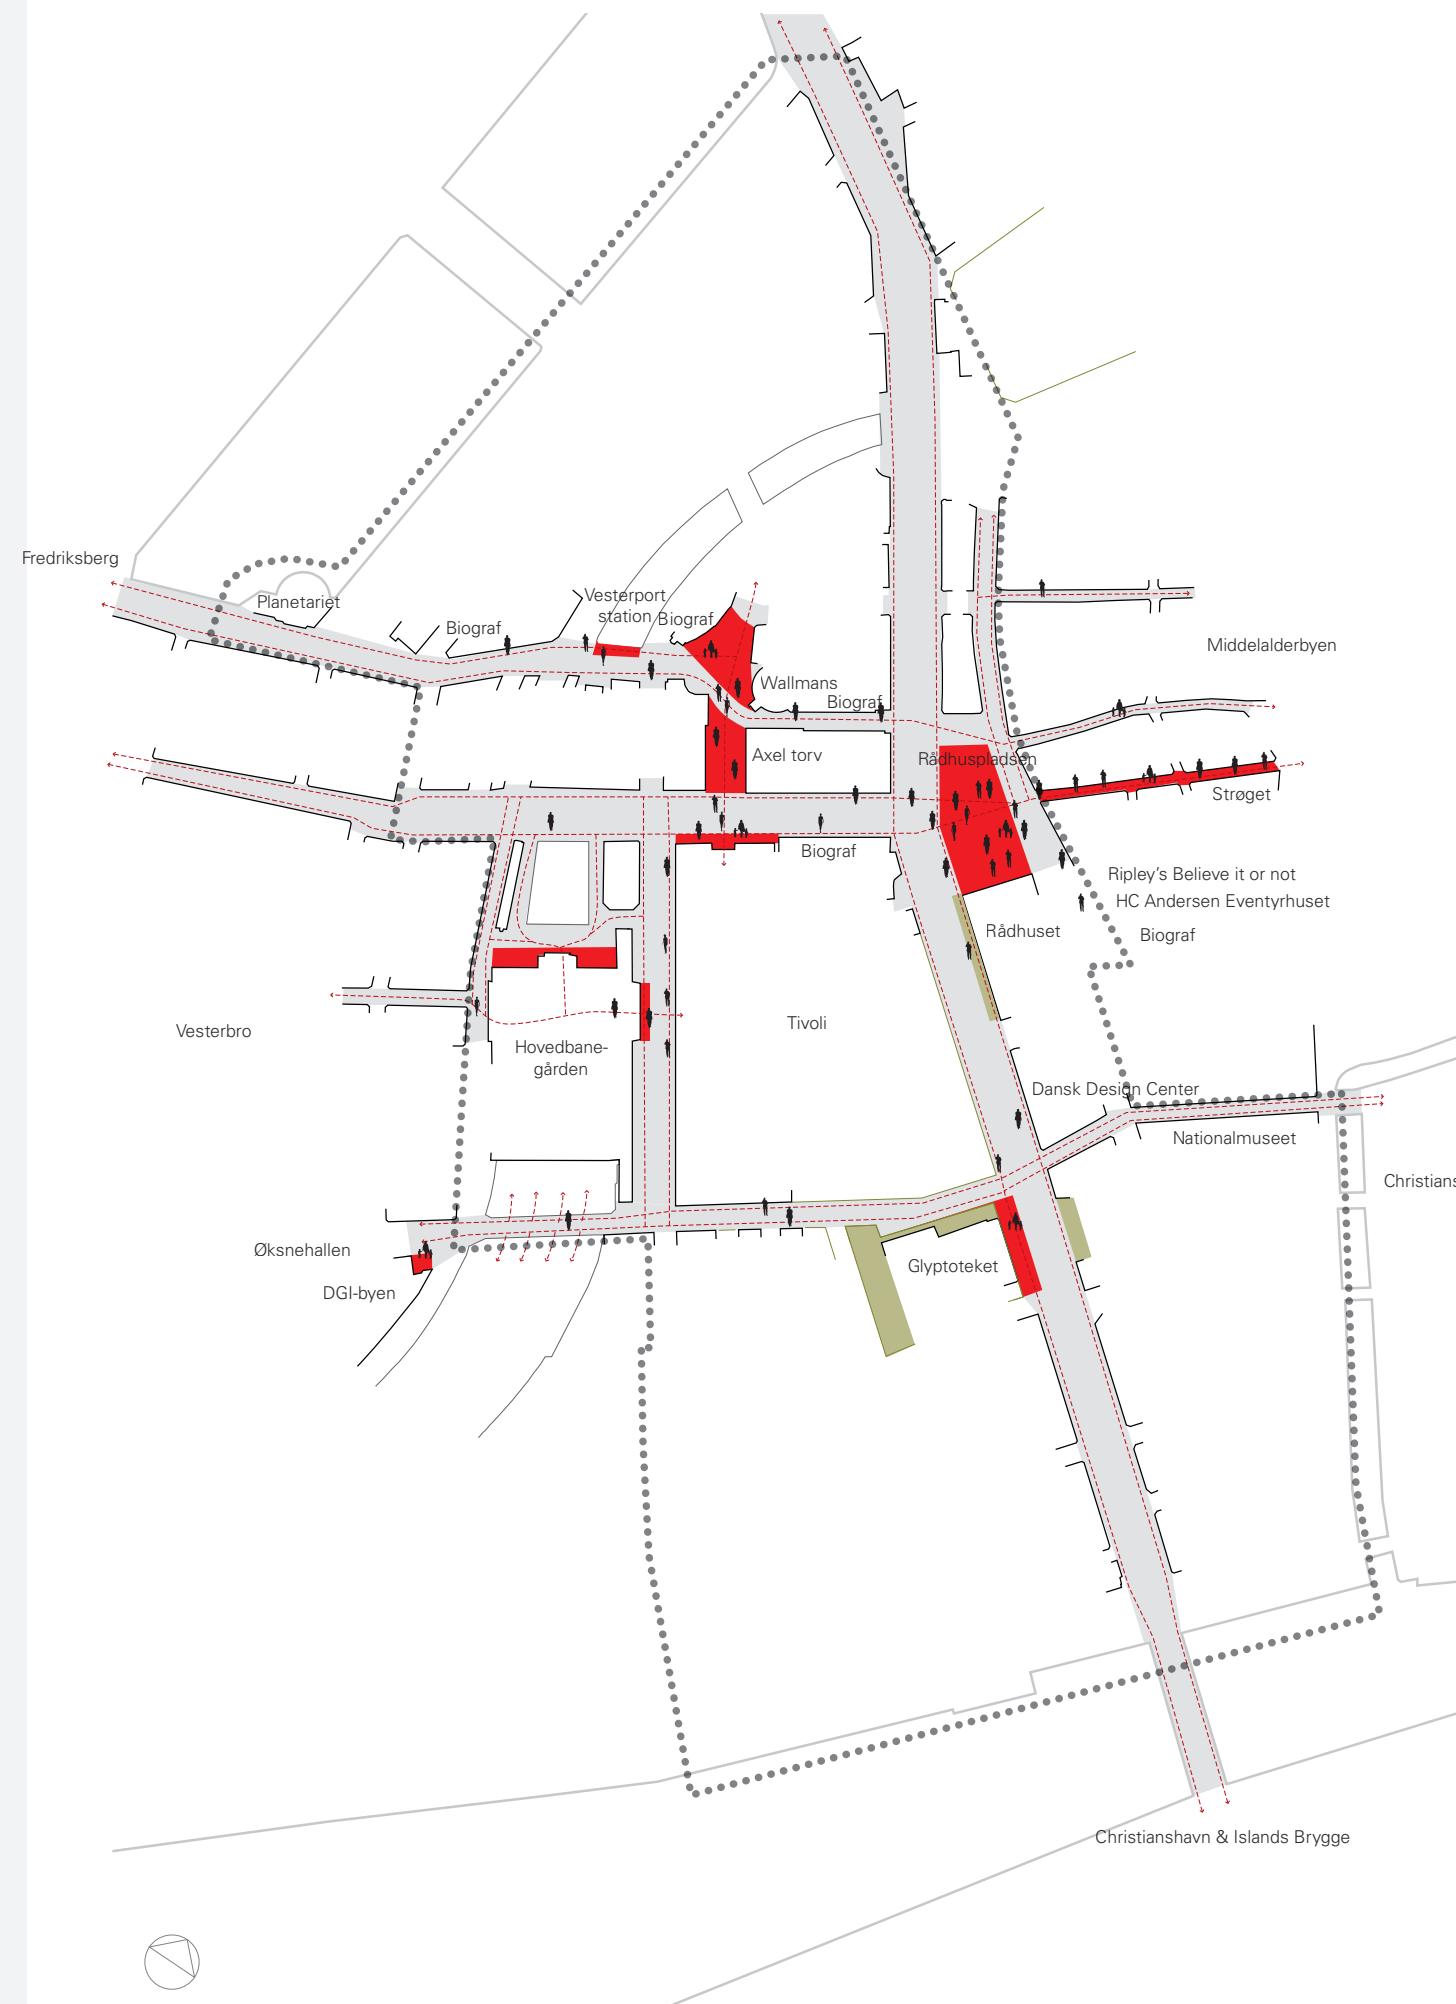 Fredriksberg
Planetariet
Biograf
Vesterport
station
Biograf
Middelalderbyen
Wallmans
Biograf
Axel torv
Rådhuspladsen
Strøget
Biograf
Ripley's Believe it or not
HC Andersen Eventyrhuset
Rådhuset
Biograf
Vesterbro
Tivoli
Hovedbane-
gården
Dansk Design Center
Nationalmuseet
Christians
Øksnehallen
Glyptoteket
DGI-byen
Christianshavn & Islands Brygge